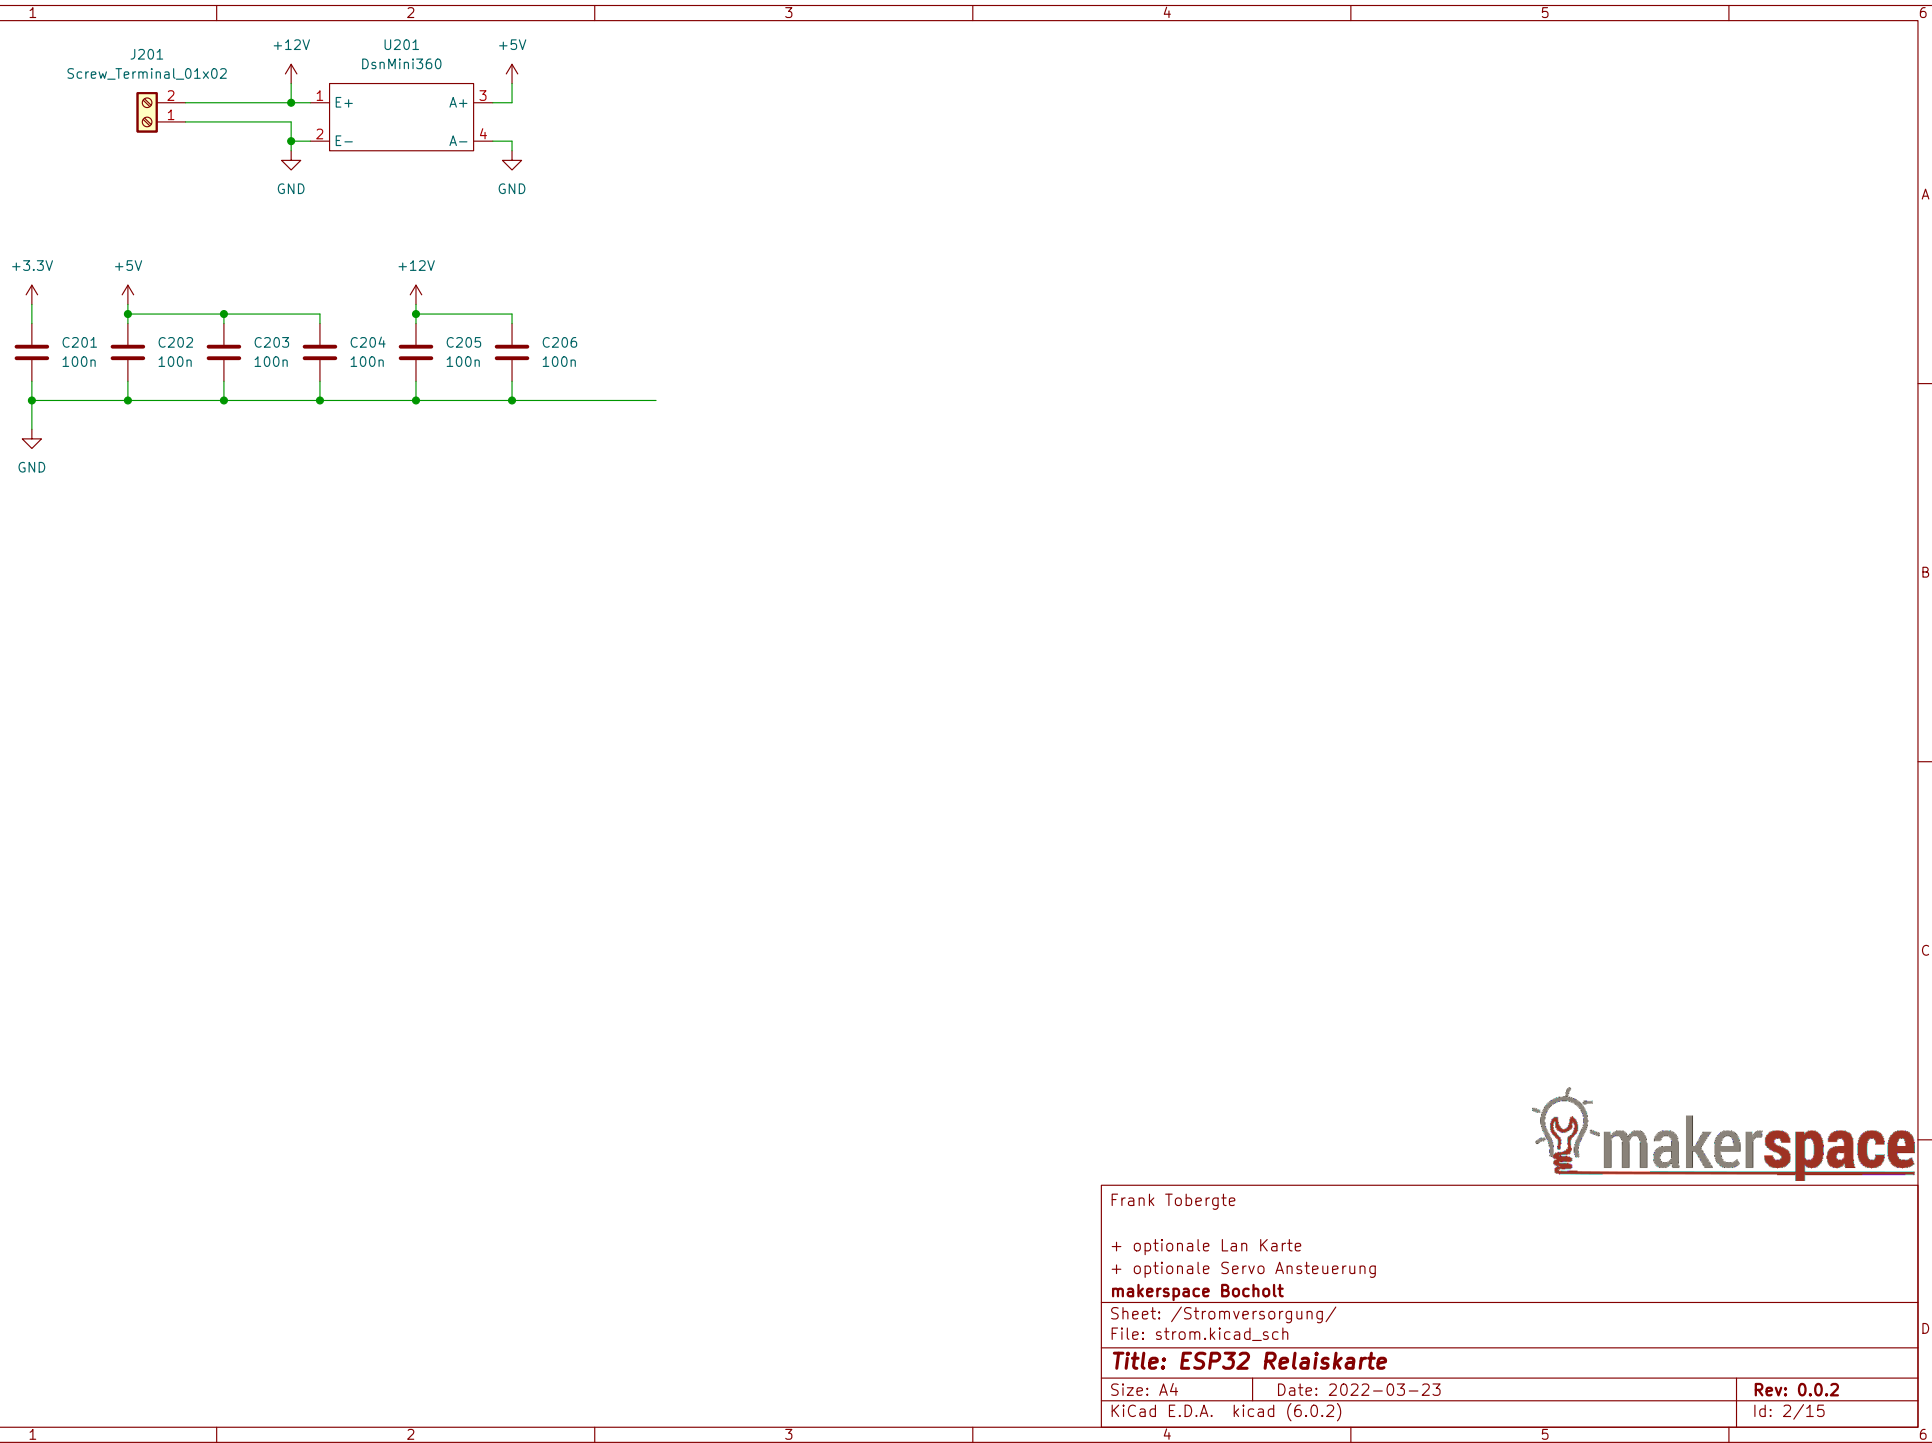 1 2 3 4 5 6
J201
Screw_Terminal_01x02
2
1
+12V
U201
DsnMini360
+5V
1 E+ A+ 3
2 E- A- 4
GND GND
A
+3.3V +5V +12V
C201 C202 C203 C204 C205 C206
100n 100n 100n 100n 100n 100n
GND
B
C
makerspace
Frank Tobergte
+ optionale Lan Karte
+ optionale Servo Ansteuerung
makerspace Bocholt
Sheet: /Stromversorgung/
File: strom.kicad_sch
D
Title: ESP32 Relaiskarte
Size: A4 Date: 2022-03-23 Rev: 0.0.2
KiCad E.D.A. kicad (6.0.2) Id: 2/15
1 2 3 4 5 6